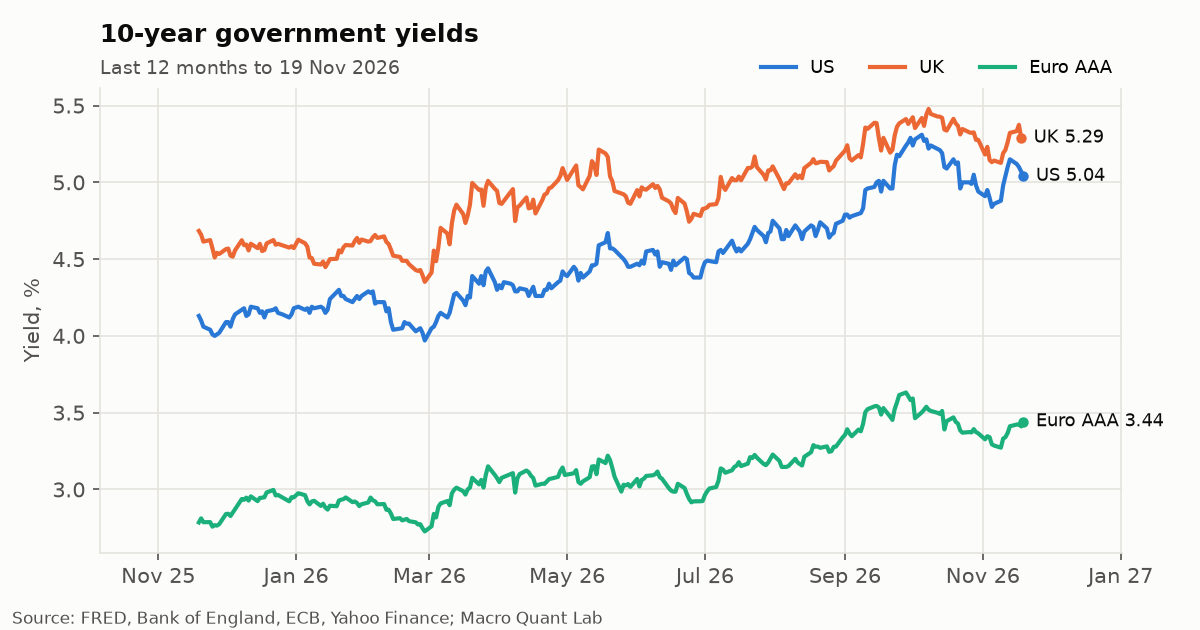 10-year government yields
Last 12 months to 19 Nov 2026
US UK Euro AAA
Yield, %
5.5
5.0
4.5
4.0
3.5
3.0
UK 5.29
US 5.04
Euro AAA 3.44
Nov 25 Jan 26 Mar 26 May 26 Jul 26 Sep 26 Nov 26 Jan 27
Source: FRED, Bank of England, ECB, Yahoo Finance; Macro Quant Lab